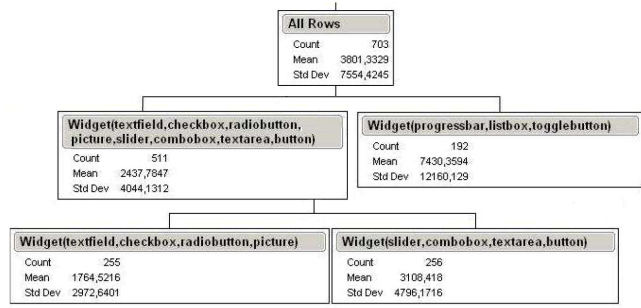 All Rows
Count 703
Mean 3801,3329
Std Dev 7554,4245
Widget(textfield,checkbox,radiobutton,
picture,slider,combobox,textarea,button)
Count 511
Mean 2437,7847
Std Dev 4044,1312
Widget(progressbar,listbox,togglebutton)
Count 192
Mean 7430,3594
Std Dev 12160,129
Widget(textfield,checkbox,radiobutton,picture)
Count 255
Mean 1764,5216
Std Dev 2972,6401
Widget(slider,combobox,textarea,button)
Count 256
Mean 3108,418
Std Dev 4796,1716